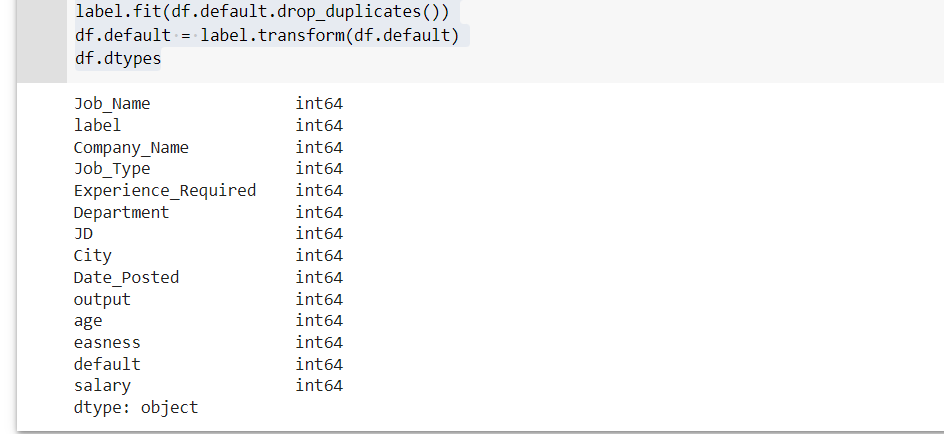 label.fit(df.default.drop_duplicates())
df.default = label.transform(df.default)
df.dtypes
Job_Name int64
label int64
Company_Name int64
Job_Type int64
Experience_Required int64
Department int64
JD int64
City int64
Date_Posted int64
output int64
age int64
easness int64
default int64
salary int64
dtype: object